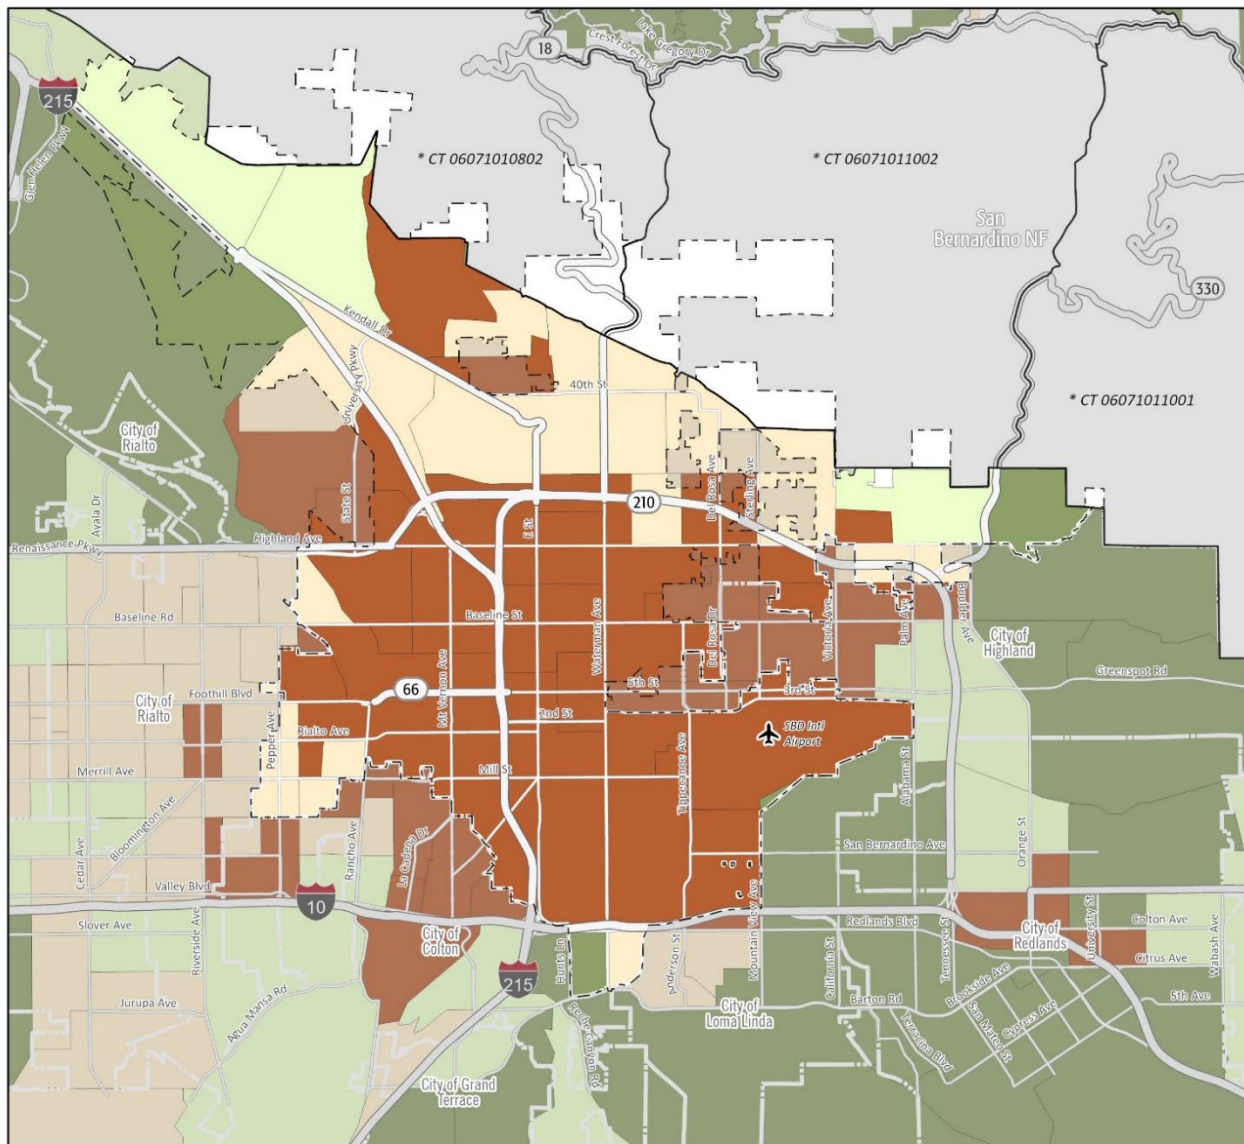 Lake Gregory Dr
Crest Forest Dr
18
215
Glen Helen Pkwy
* CT 06071010802
* CT 06071011002
San
Bernardino NF
330
Kendall Dr
University Pkwy
40th St
* CT 06071011001
City of
Rialto
Ayala Dr
State St
Del Rosa Ave
Sterling Ave
210
E St
Renaissance Pkwy
Highland Ave
Baseline Rd
Baseline St
Waterman Ave
Del Rosa Dr
Victoria Ave
Palm Ave
Boulder Ave
City of
Highland
Mt Vernon Ave
Greenspot Rd
City of
Rialto
Foothill Blvd
66
5th St
3rd St
Pepper Ave
Rialto Ave
2nd St
SBD Intl
Airport
Merrill Ave
Mill St
Tippecanoe Ave
Alabama St
Bloomington Ave
Cedar Ave
Rancho Ave
La Cadena Dr
San Bernardino Ave
Orange St
Valley Blvd
10
Mountain View Ave
Slover Ave
Riverside Ave
City of
Colton
Hunts Ln
Anderson St
Redlands Blvd
California St
Tennessee St
City of
Redlands
University St
Colton Ave
Citrus Ave
Wabash Ave
215
Jurupa Ave
Agua Mansa Rd
City of
Loma Linda
Barton Rd
Brookside Ave
San Mateo St
Cypress Ave
5th Ave
Terracina Blvd
Reche Canyon Rd
City of Grand
Terrace